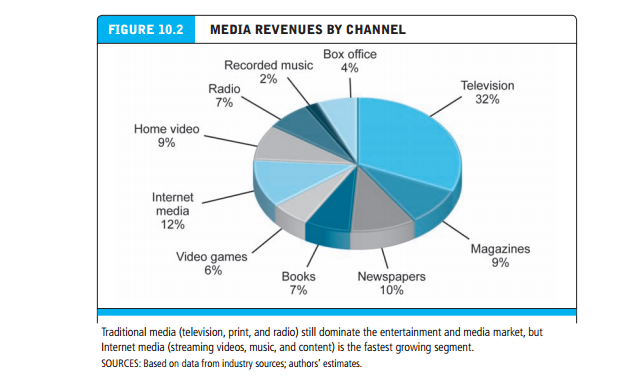 FIGURE 10.2 MEDIA REVENUES BY CHANNEL
Box office
4%
Recorded music
2%
Television
32%
Radio
7%
Home video
9%
Internet
media
12%
Magazines
9%
Video games
6%
Books
7%
Newspapers
10%
Traditional media (television, print, and radio) still dominate the entertainment and media market, but
Internet media (streaming videos, music, and content) is the fastest growing segment.
SOURCES: Based on data from industry sources; authors’ estimates.